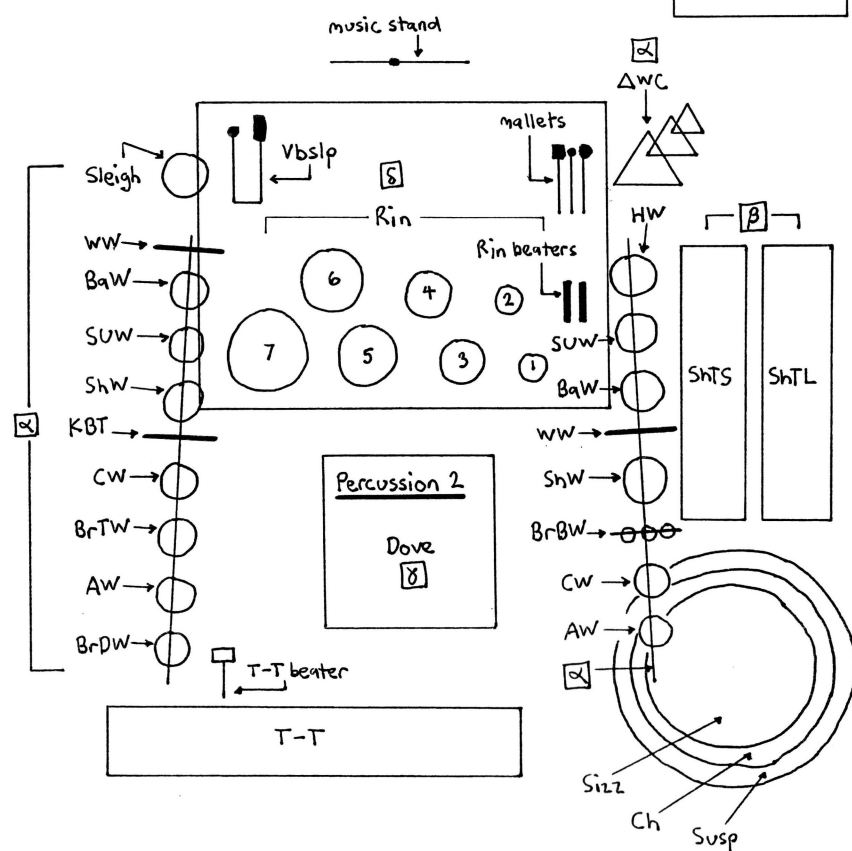 music stand
α
ΔWC
mallets
Vbslp
δ
Sleigh
Rin
HW
β
WW
Rin beaters
BaW
6
4
2
SUW
SUW
7
5
3
1
ShTS
ShTL
ShW
BaW
α
KBT
WW
CW
Percussion 2
ShW
BrTW
Dove
BrBW
γ
AW
CW
BrDW
AW
T-T beater
α
T-T
Sizz
Ch
Susp